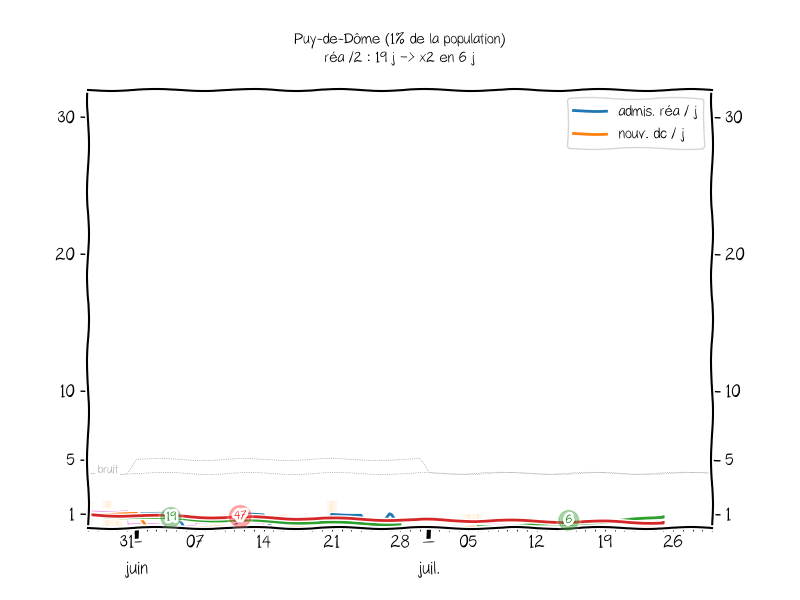 Puy-de-Dôme (1% de la population)
réa /2 : 19 j -> x2 en 6 j
admis. réa / j
nouv. dc / j
30 30
20 20
10 10
5 5
bruit
1 1
19 47 6
31 07 14 21 28 05 12 19 26
juin juil.